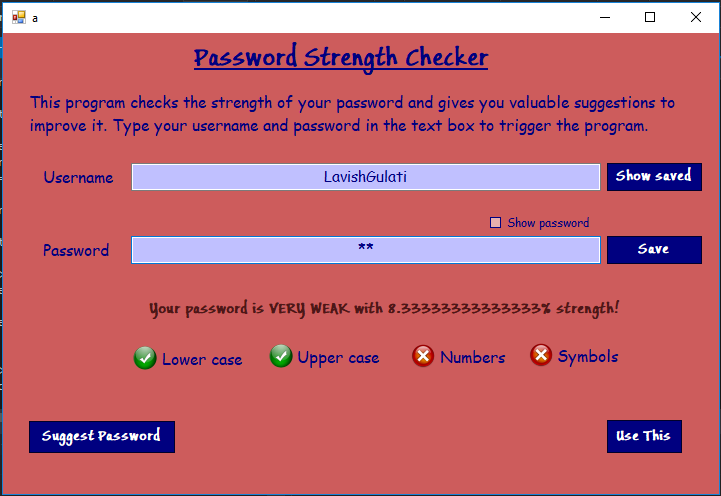 a
Password Strength Checker
This program checks the strength of your password and gives you valuable suggestions to
improve it. Type your username and password in the text box to trigger the program.
Username LavishGulati Show saved
Show password
Password ** Save
Your password is VERY WEAK with 8.33333333333333% strength!
Lower case Upper case Numbers Symbols
Suggest Password Use This